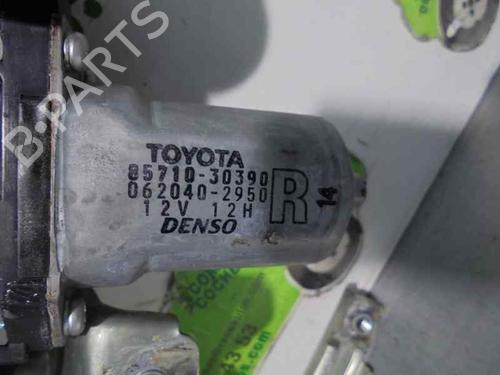 B-PARTS
TOYOTA
85710-30390
062040-2950
12V 12H
DENSO
R
14